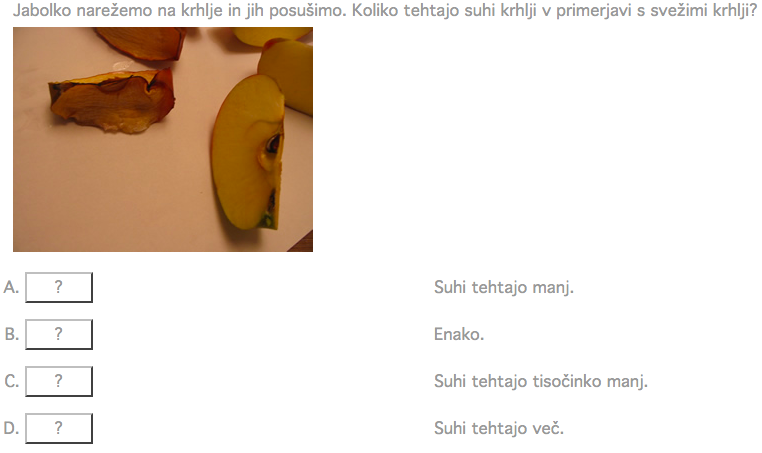 Jabolko narežemo na krhlje in jih posušimo. Koliko tehtajo suhi krhlji v primerjavi s svežimi krhlji?
A. ? Suhi tehtajo manj.
B. ? Enako.
C. ? Suhi tehtajo tisočinko manj.
D. ? Suhi tehtajo več.